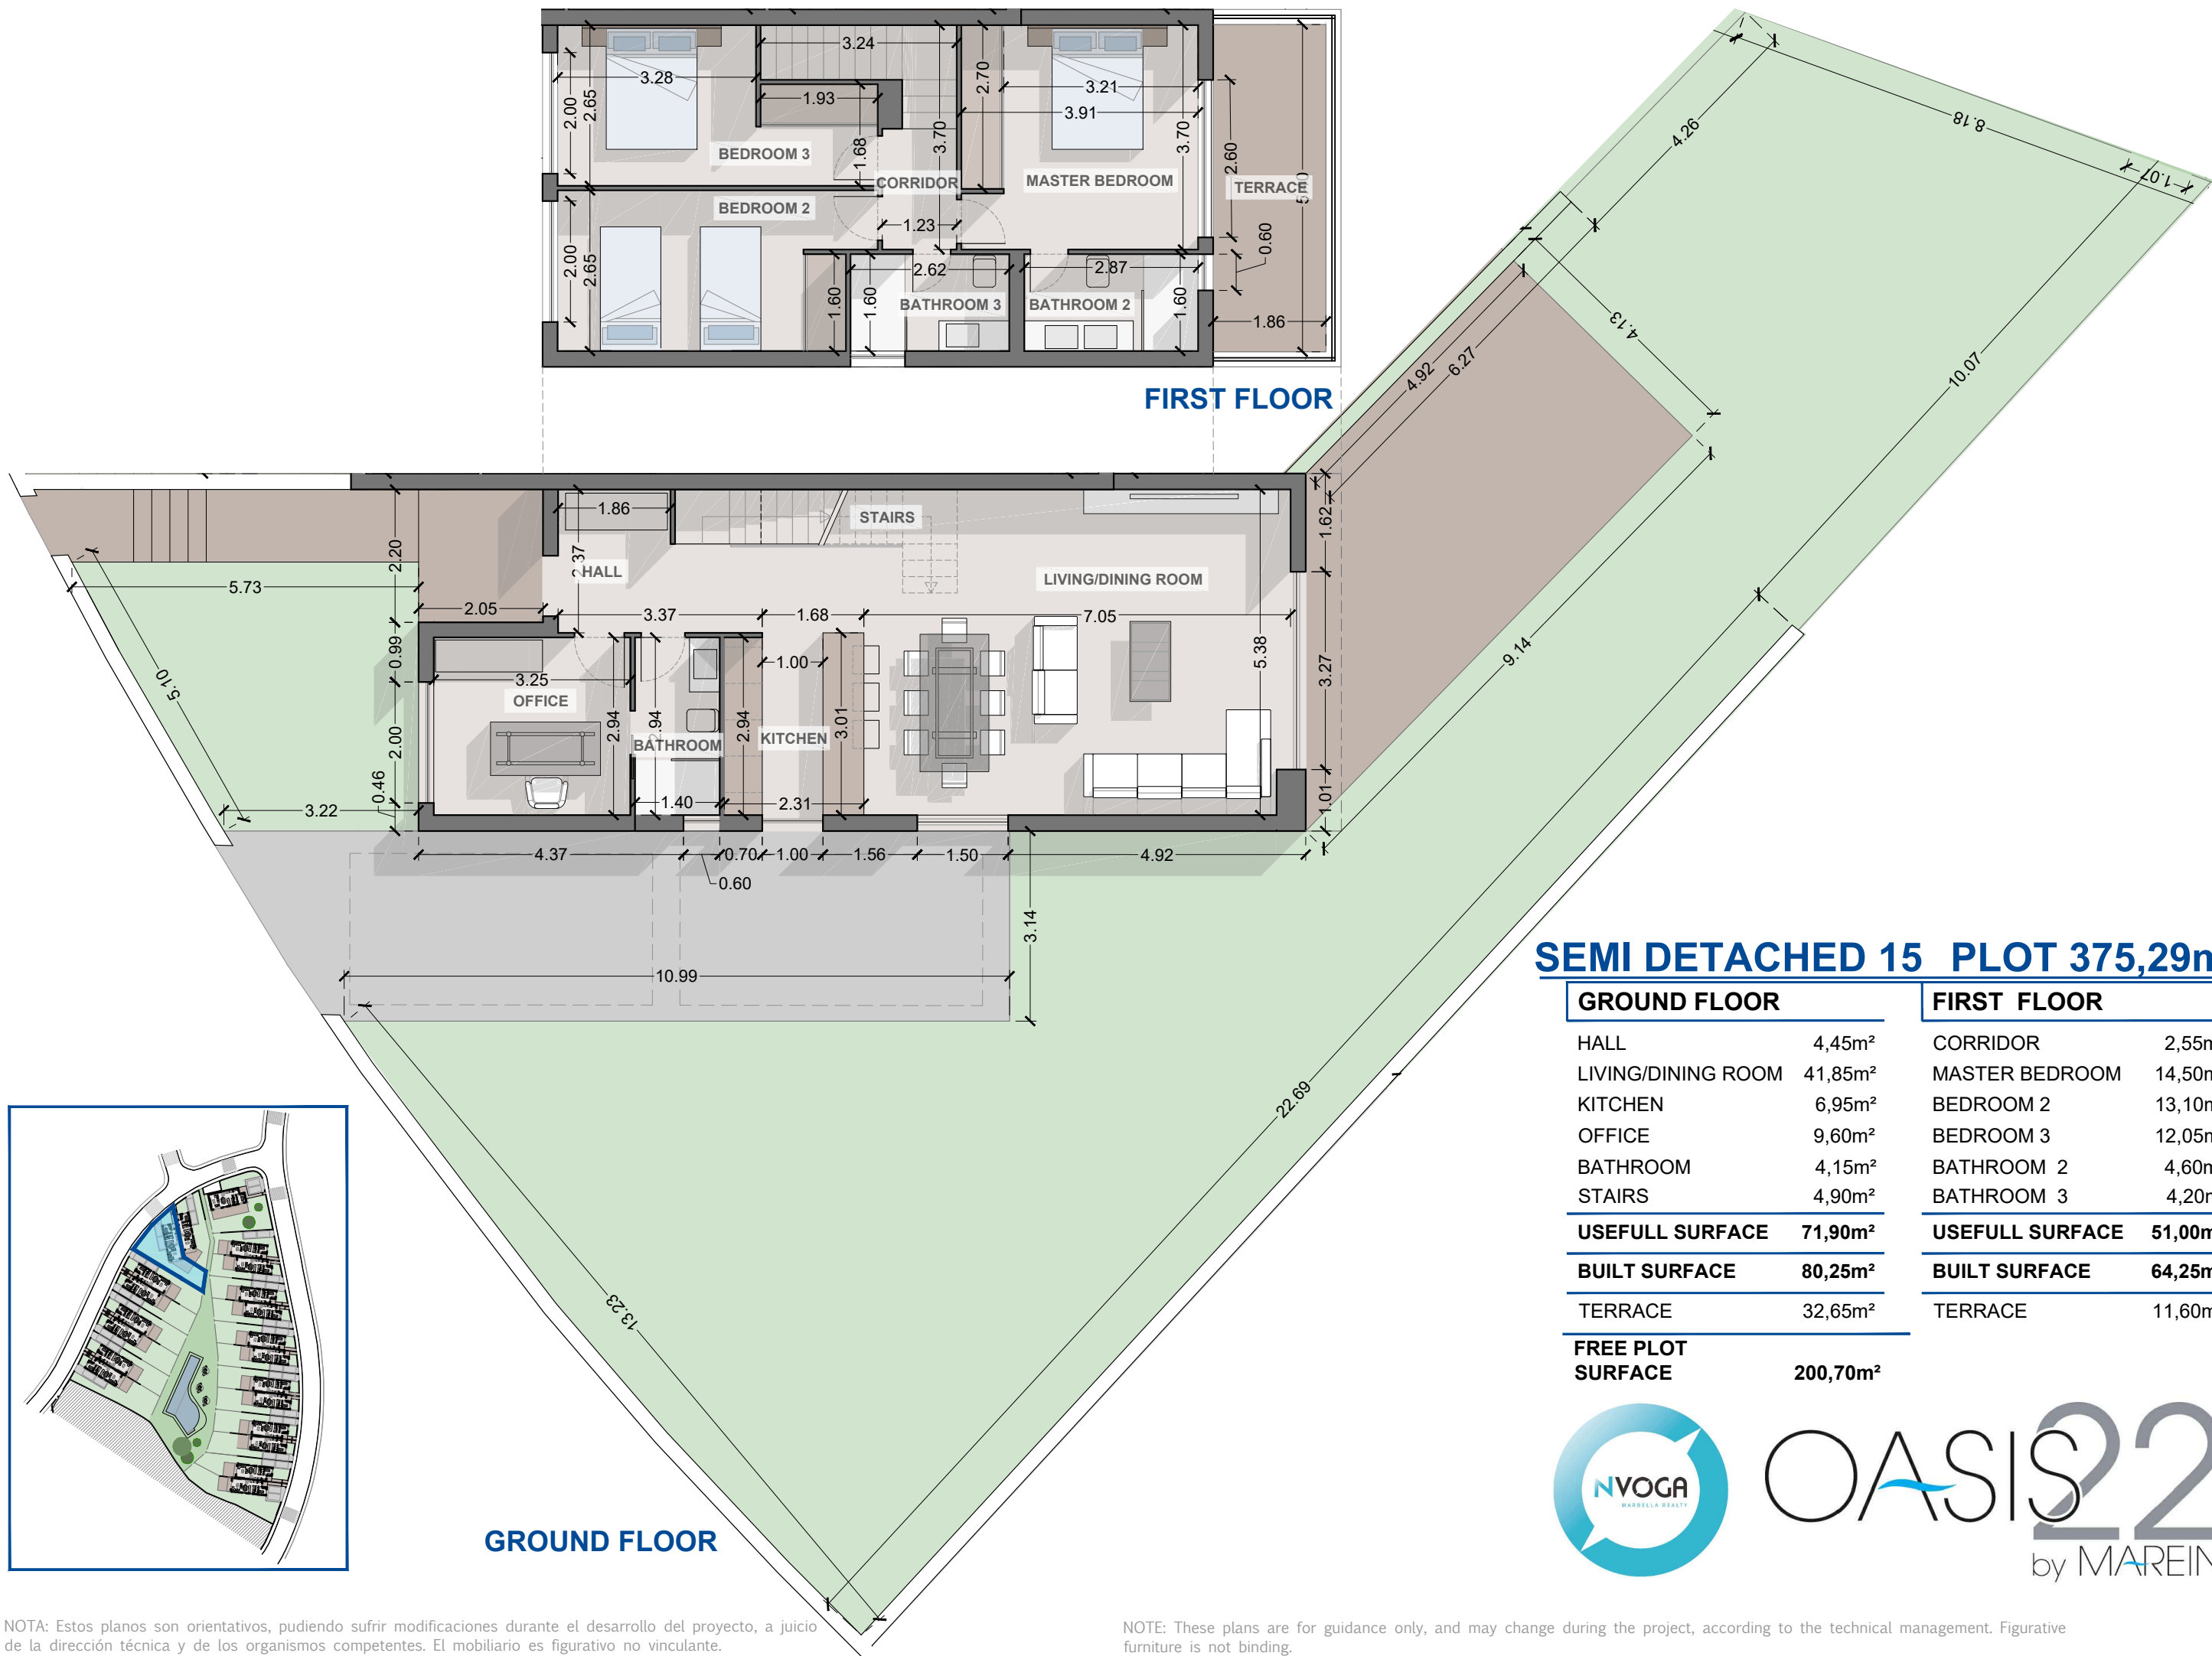 3.24
3.28
2.70
3.21
1.93
3.91
2.00
2.65
3.70
3.70
2.60
1.68
BEDROOM 3
CORRIDOR
MASTER BEDROOM
TERRACE
BEDROOM 2
1.23
0.60
2.00
2.65
2.62
2.87
1.60
1.60
BATHROOM 3
BATHROOM 2
1.60
1.86
FIRST FLOOR
4.26
8.18
1.07
4.13
4.92
6.27
10.07
1.86
STAIRS
1.62
2.20
HALL
LIVING/DINING ROOM
5.73
2.05
3.37
1.68
7.05
0.99
1.00
5.38
3.27
9.14
5.10
3.25
OFFICE
2.94
2.94
2.94
3.01
BATHROOM
KITCHEN
2.00
0.46
3.22
1.40
2.31
1.01
4.37
0.70
1.00
1.56
1.50
4.92
0.60
3.14
10.99
22.69
13.23
GROUND FLOOR
SEMI DETACHED 15 PLOT 375,29m
GROUND FLOOR FIRST FLOOR
HALL 4,45m² CORRIDOR 2,55m
LIVING/DINING ROOM 41,85m² MASTER BEDROOM 14,50m
KITCHEN 6,95m² BEDROOM 2 13,10m
OFFICE 9,60m² BEDROOM 3 12,05m
BATHROOM 4,15m² BATHROOM 2 4,60m
STAIRS 4,90m² BATHROOM 3 4,20m
USEFULL SURFACE 71,90m² USEFULL SURFACE 51,00m
BUILT SURFACE 80,25m² BUILT SURFACE 64,25m
TERRACE 32,65m² TERRACE 11,60m
FREE PLOT
SURFACE 200,70m²
NVOGA
MARBELLA REALTY
OASIS 22
by MAREIN
NOTA: Estos planos son orientativos, pudiendo sufrir modificaciones durante el desarrollo del proyecto, a juicio
de la dirección técnica y de los organismos competentes. El mobiliario es figurativo no vinculante.
NOTE: These plans are for guidance only, and may change during the project, according to the technical management. Figurative
furniture is not binding.